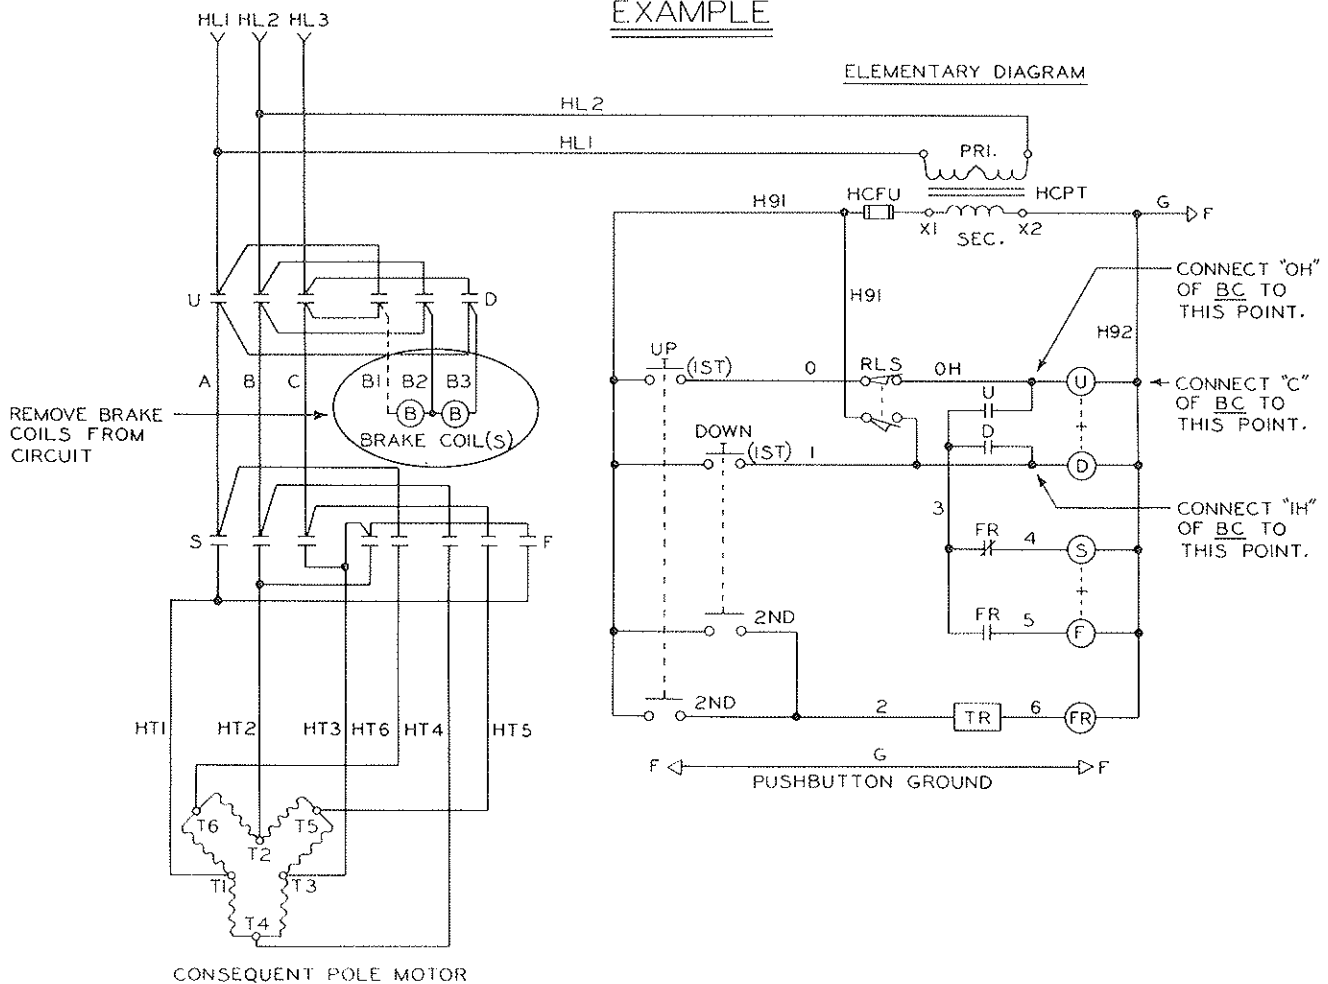 EXAMPLE
HL1 HL2 HL3
ELEMENTARY DIAGRAM
HL2
HL1
PRI.
H91
HCFU
HCPT
G
F
X1
SEC.
X2
CONNECT "OH"
OF BC TO
THIS POINT.
U
D
H91
H92
UP
(1ST)
O
RLS
OH
U
A
B
C
B1
B2
B3
U
CONNECT "C"
OF BC TO
THIS POINT.
REMOVE BRAKE
COILS FROM
CIRCUIT
B
B
BRAKE COIL(S)
DOWN
(1ST)
1
D
+
D
CONNECT "1H"
OF BC TO
THIS POINT.
3
S
F
FR
4
S
+
FR
5
F
2ND
2ND
2
TR
6
FR
HT1
HT2
HT3
HT6
HT4
HT5
F
G
F
PUSHBUTTON GROUND
T6
T5
T2
T1
T3
T4
CONSEQUENT POLE MOTOR